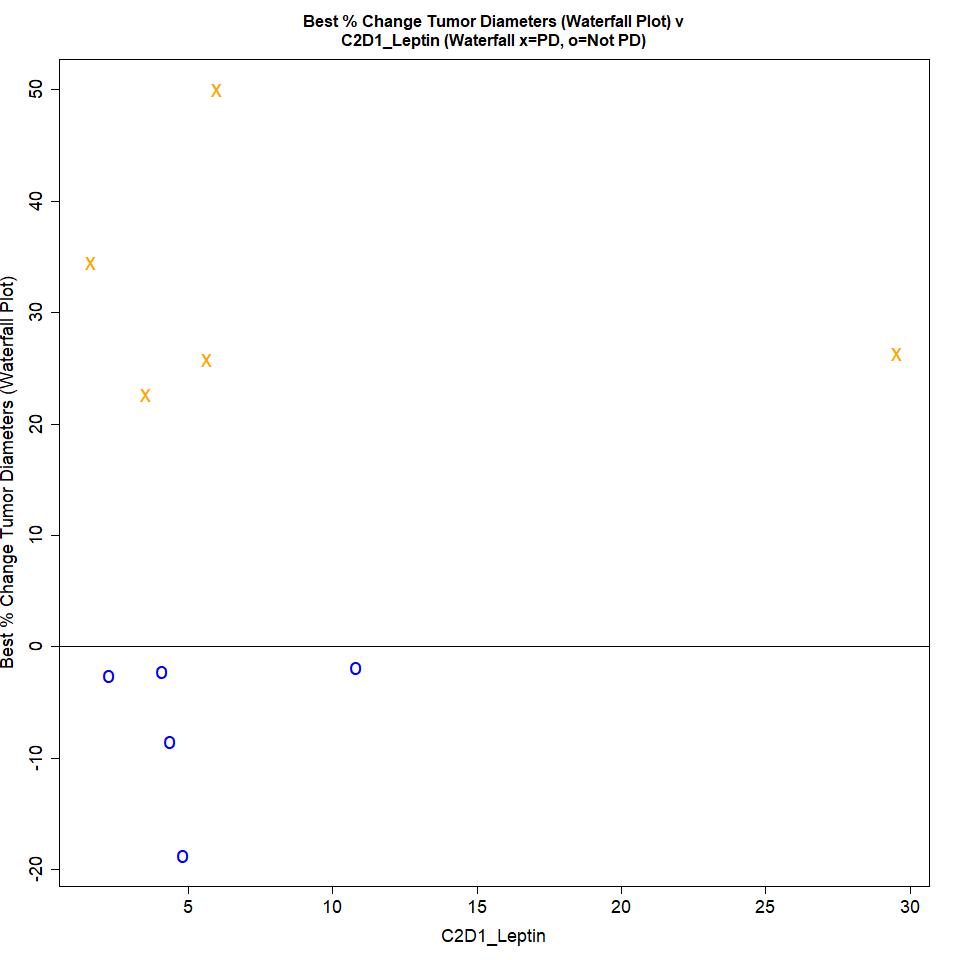 Best % Change Tumor Diameters (Waterfall Plot) v
C2D1_Leptin (Waterfall x=PD, o=Not PD)
Best % Change Tumor Diameters (Waterfall Plot)
50
40
30
20
10
0
-10
-20
X
X
X
X
X
O
O
O
O
O
5
10
15
20
25
30
C2D1_Leptin